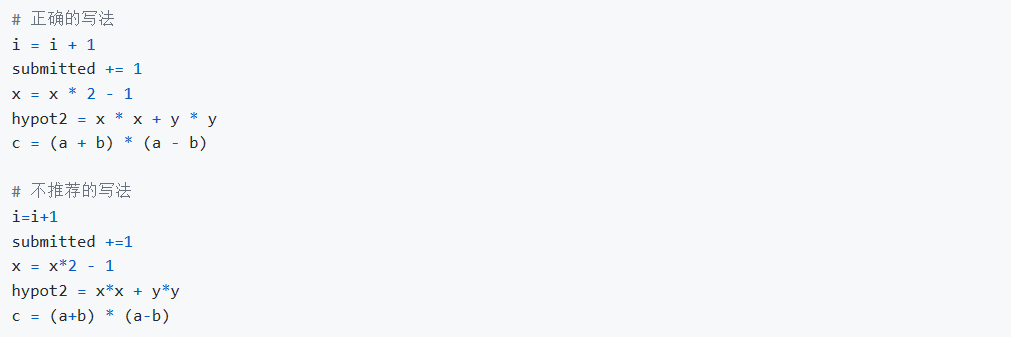 # 正确的写法
i = i + 1
submitted += 1
x = x * 2 - 1
hypot2 = x * x + y * y
c = (a + b) * (a - b)
# 不推荐的写法
i=i+1
submitted +=1
x = x*2 - 1
hypot2 = x*x + y*y
c = (a+b) * (a-b)